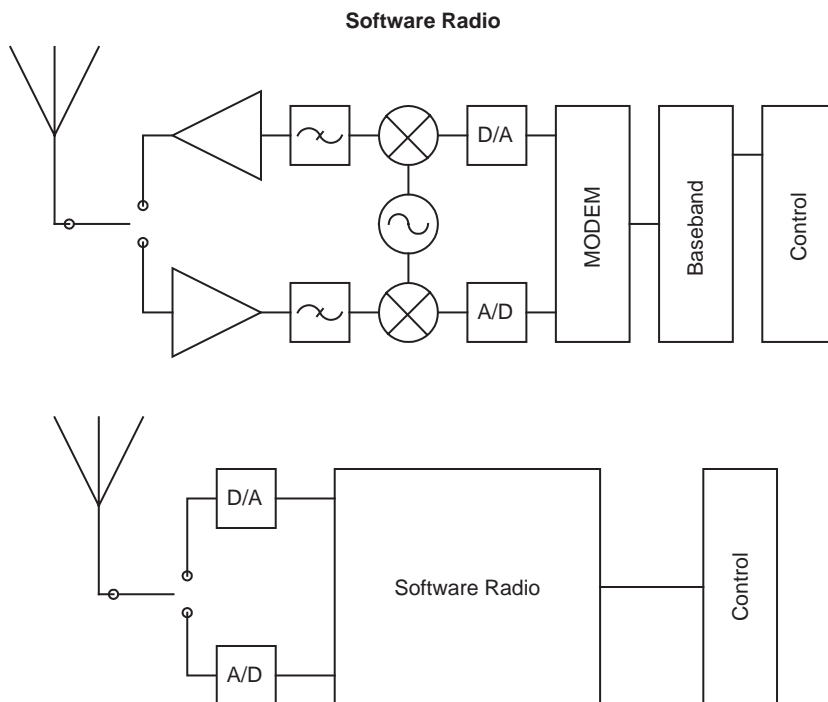 Software Radio
D/A
MODEM
Baseband
Control
A/D
D/A
Software Radio
Control
A/D